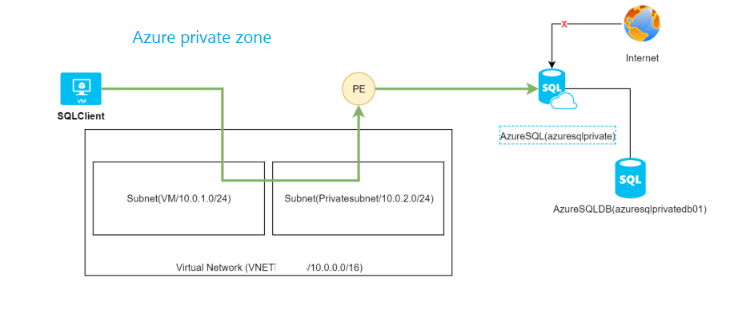 Azure private zone
Internet
VM
SQLClient
PE
X
SQL
AzureSQL(azuresqlprivate)
SQL
Subnet(VM/10.0.1.0/24)
Subnet(Privatesubnet/10.0.2.0/24)
AzureSQLDB(azuresqlprivatedb01)
Virtual Network (VNET /10.0.0.0/16)